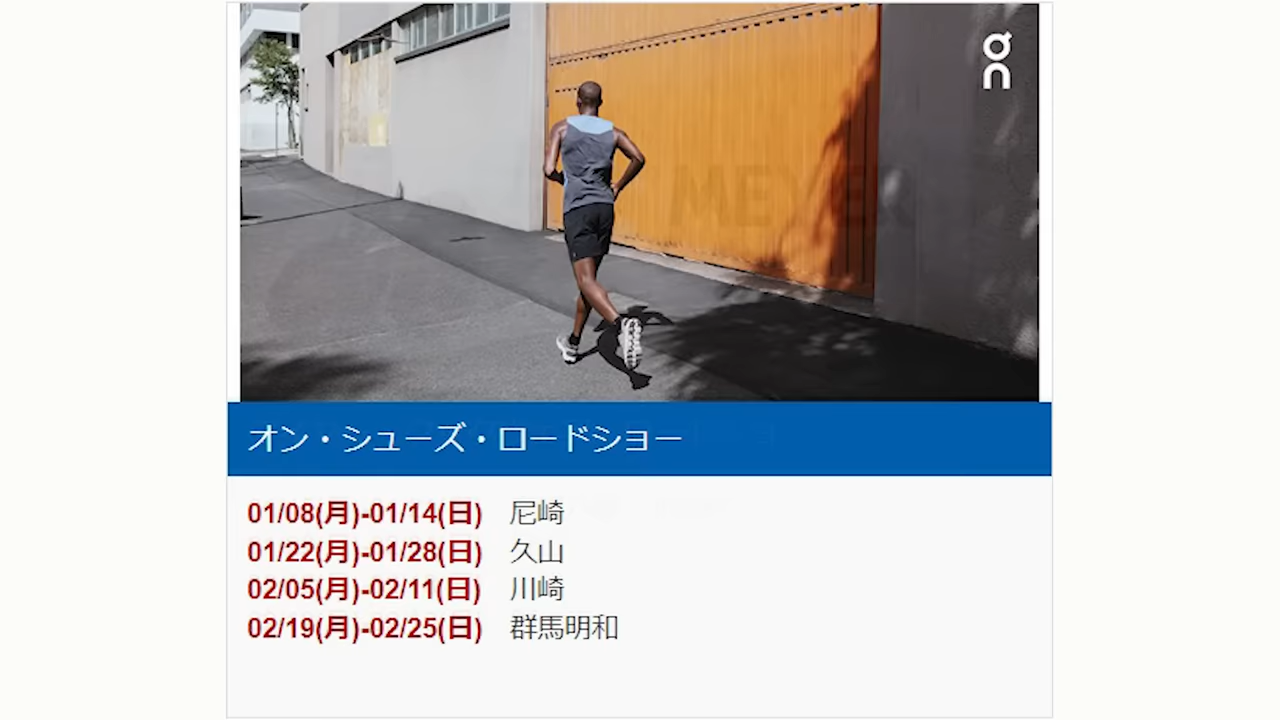 on
オン・シューズ・ロードショー
01/08(月)-01/14(日) 尼崎
01/22(月)-01/28(日) 久山
02/05(月)-02/11(日) 川崎
02/19(月)-02/25(日) 群馬明和